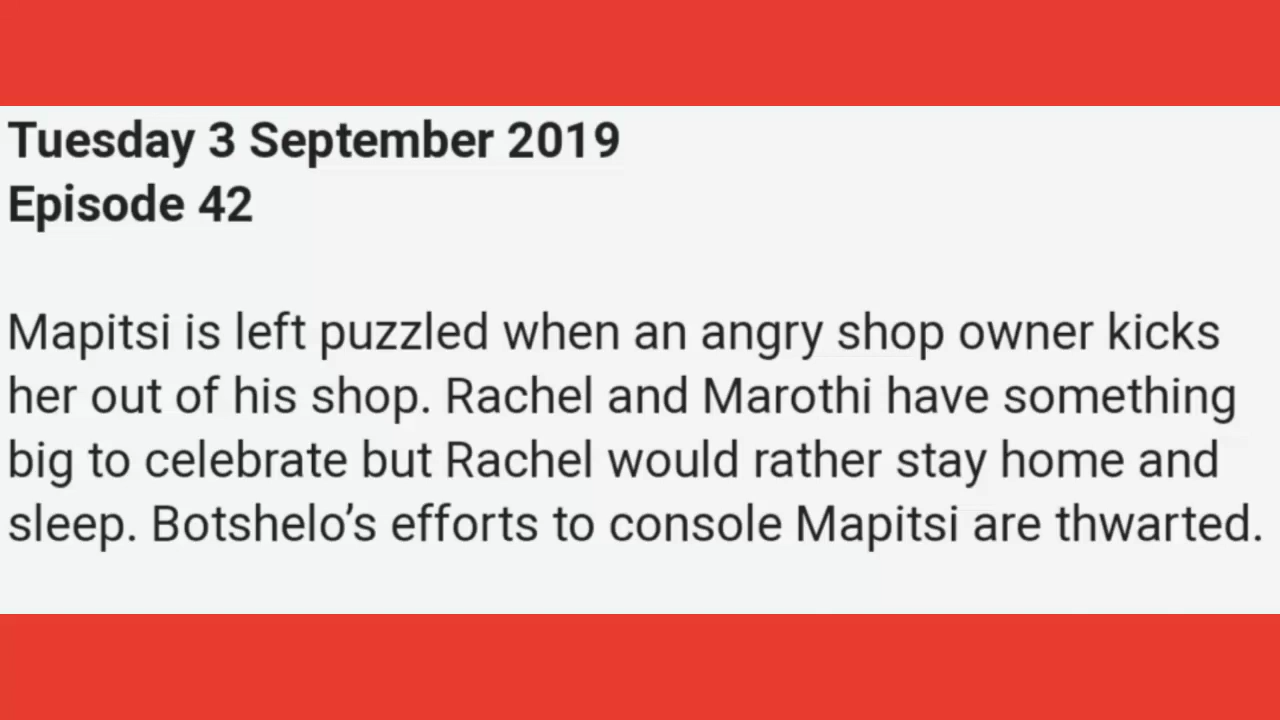 Tuesday 3 September 2019
Episode 42
Mapitsi is left puzzled when an angry shop owner kicks
her out of his shop. Rachel and Marothi have something
big to celebrate but Rachel would rather stay home and
sleep. Botshelo’s efforts to console Mapitsi are thwarted.